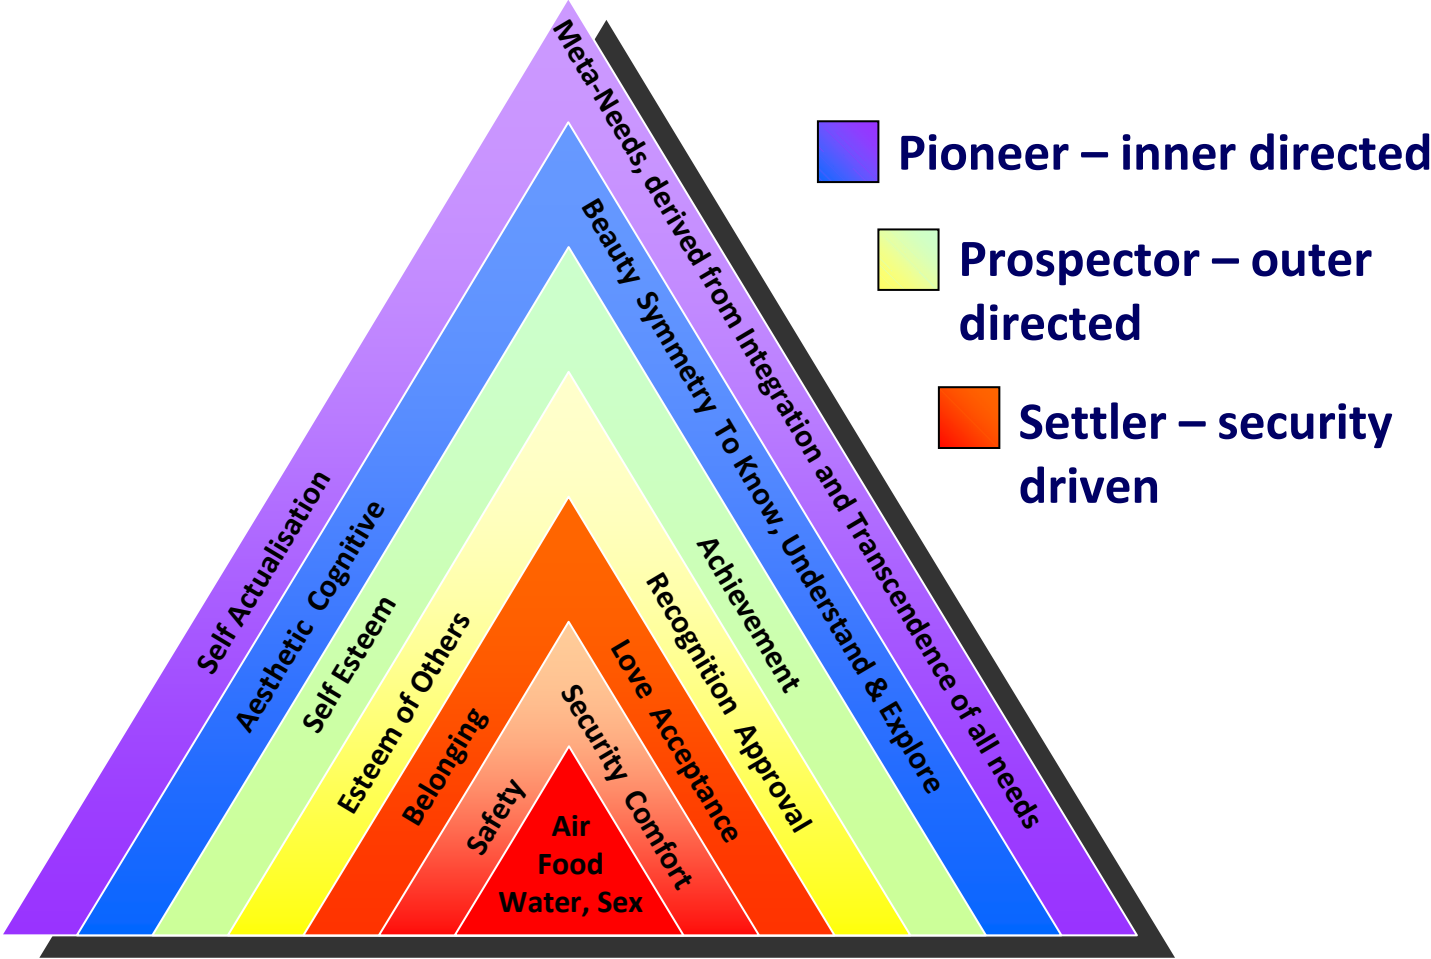 Meta-Needs, derived from Integration and Transcendence of all needs
Self Actualisation
Beauty Symmetry To Know, Understand & Explore
Aesthetic Cognitive
Achievement
Self Esteem
Recognition Approval
Esteem of Others
Love Acceptance
Belonging
Security Comfort
Safety
Air
Food
Water, Sex
Pioneer – inner directed
Prospector – outer
directed
Settler – security
driven